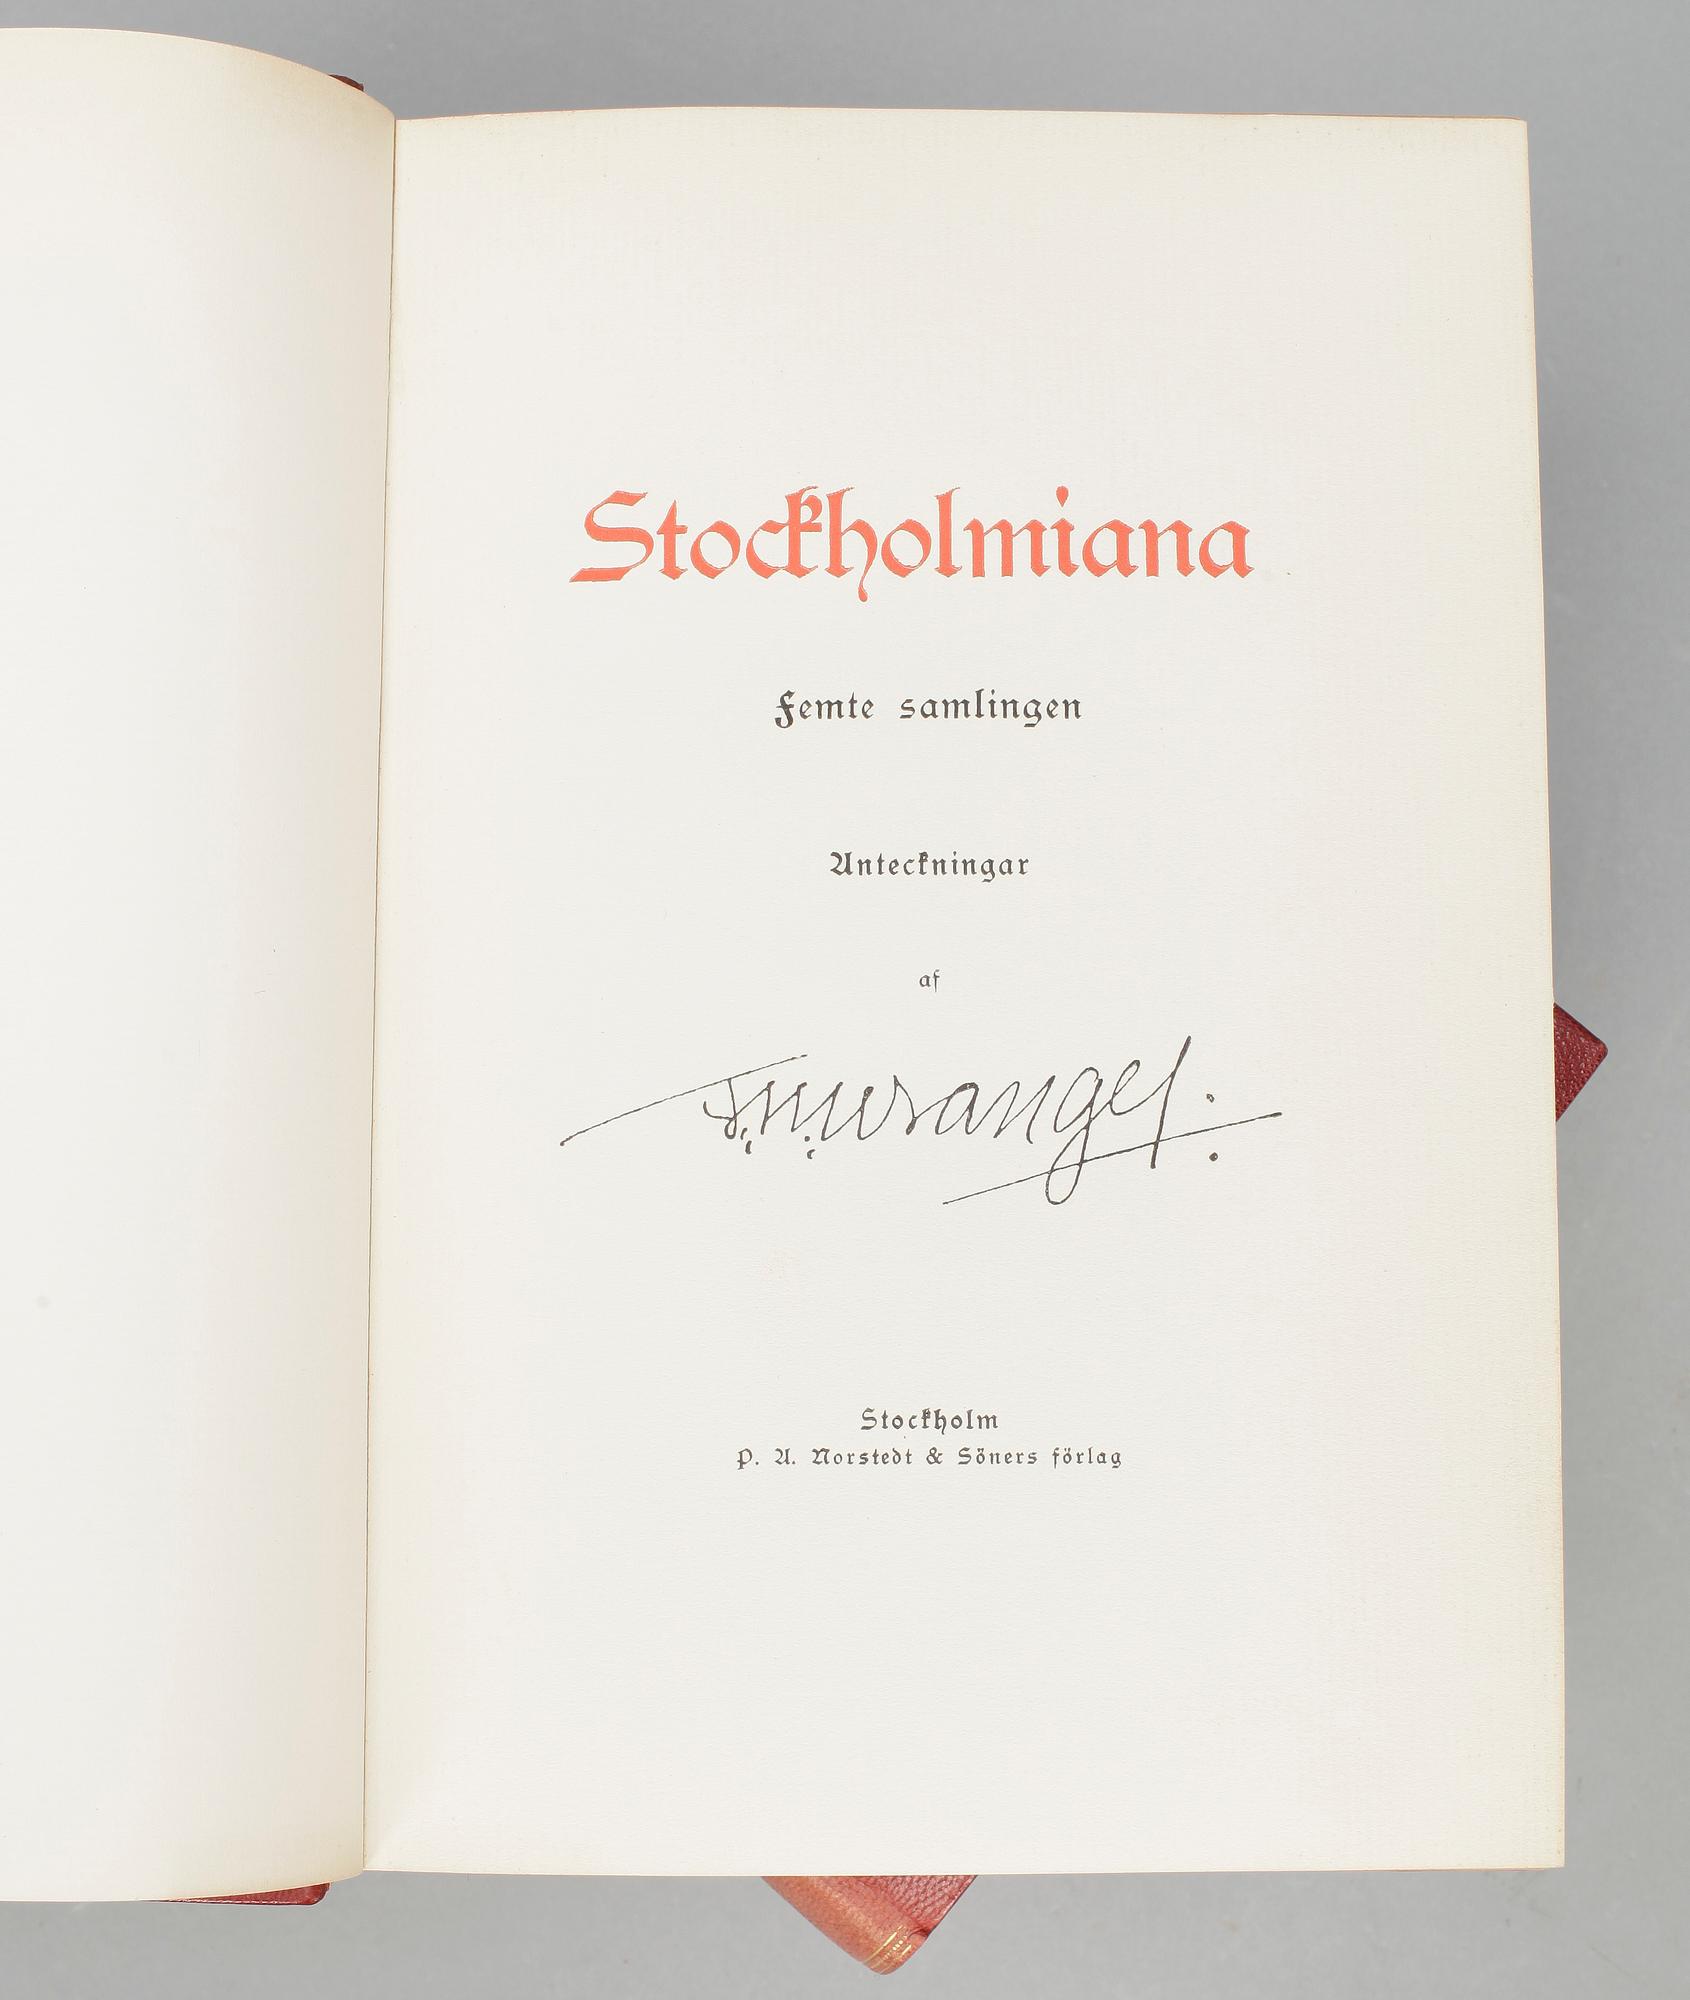 Stockholmiana
Femte samlingen
Anteckningar
af
F. U. Wrangel.
Stockholm
P. A. Norstedt & Söners förlag